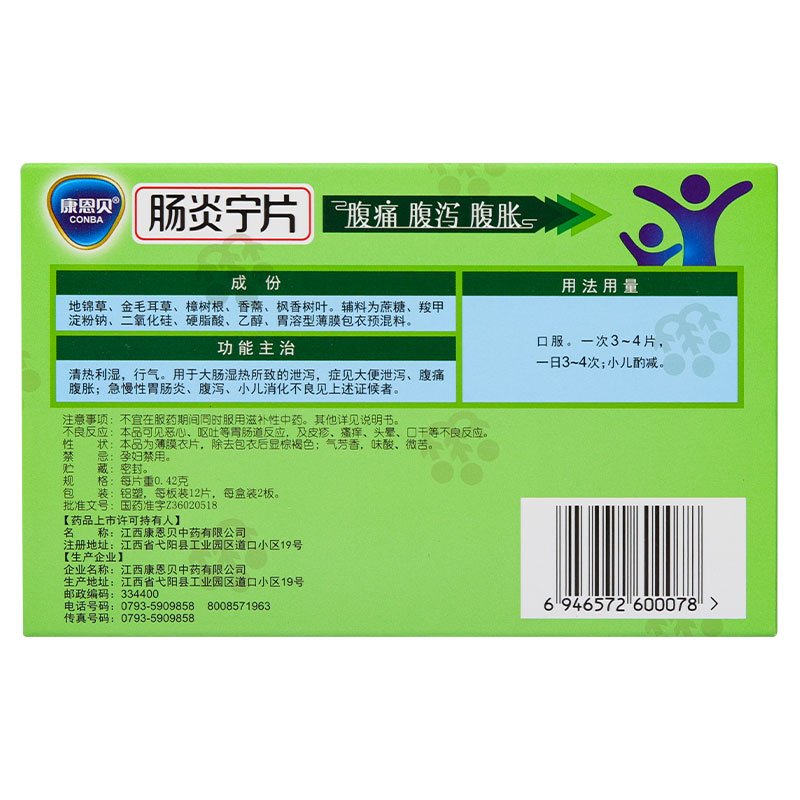 康恩贝®
CONBA
肠炎宁片
腹痛 腹泻 腹胀
成份
地锦草、金毛耳草、樟树根、香薷、枫香树叶。辅料为蔗糖、羧甲
淀粉钠、二氧化硅、硬脂酸、乙醇、胃溶型薄膜包衣预混料。
功能主治
清热利湿，行气。用于大肠湿热所致的泄泻，症见大便泄泻、腹痛
腹胀；急慢性胃肠炎、腹泻、小儿消化不良见上述证候者。
用法用量
口服。一次3~4片，
一日3~4次；小儿酌减。
注意事项：不宜在服药期间同时服用滋补性中药。其他详见说明书。
不良反应：本品可见恶心、呕吐等胃肠道反应，及皮疹、瘙痒、头晕、口干等不良反应。
性 状：本品为薄膜衣片，除去包衣后显棕褐色；气芳香，味酸、微苦。
禁 忌：孕妇禁用。
贮 藏：密封。
规 格：每片重0.42克
包 装：铝塑，每板装12片，每盒装2板。
批准文号：国药准字Z36020518
【药品上市许可持有人】
名 称：江西康恩贝中药有限公司
注册地址：江西省弋阳县工业园区道口小区19号
【生产企业】
企业名称：江西康恩贝中药有限公司
生产地址：江西省弋阳县工业园区道口小区19号
邮政编码：334400
电话号码：0793-5909858 8008571963
传真号码：0793-5909858
6 946572 600078 >